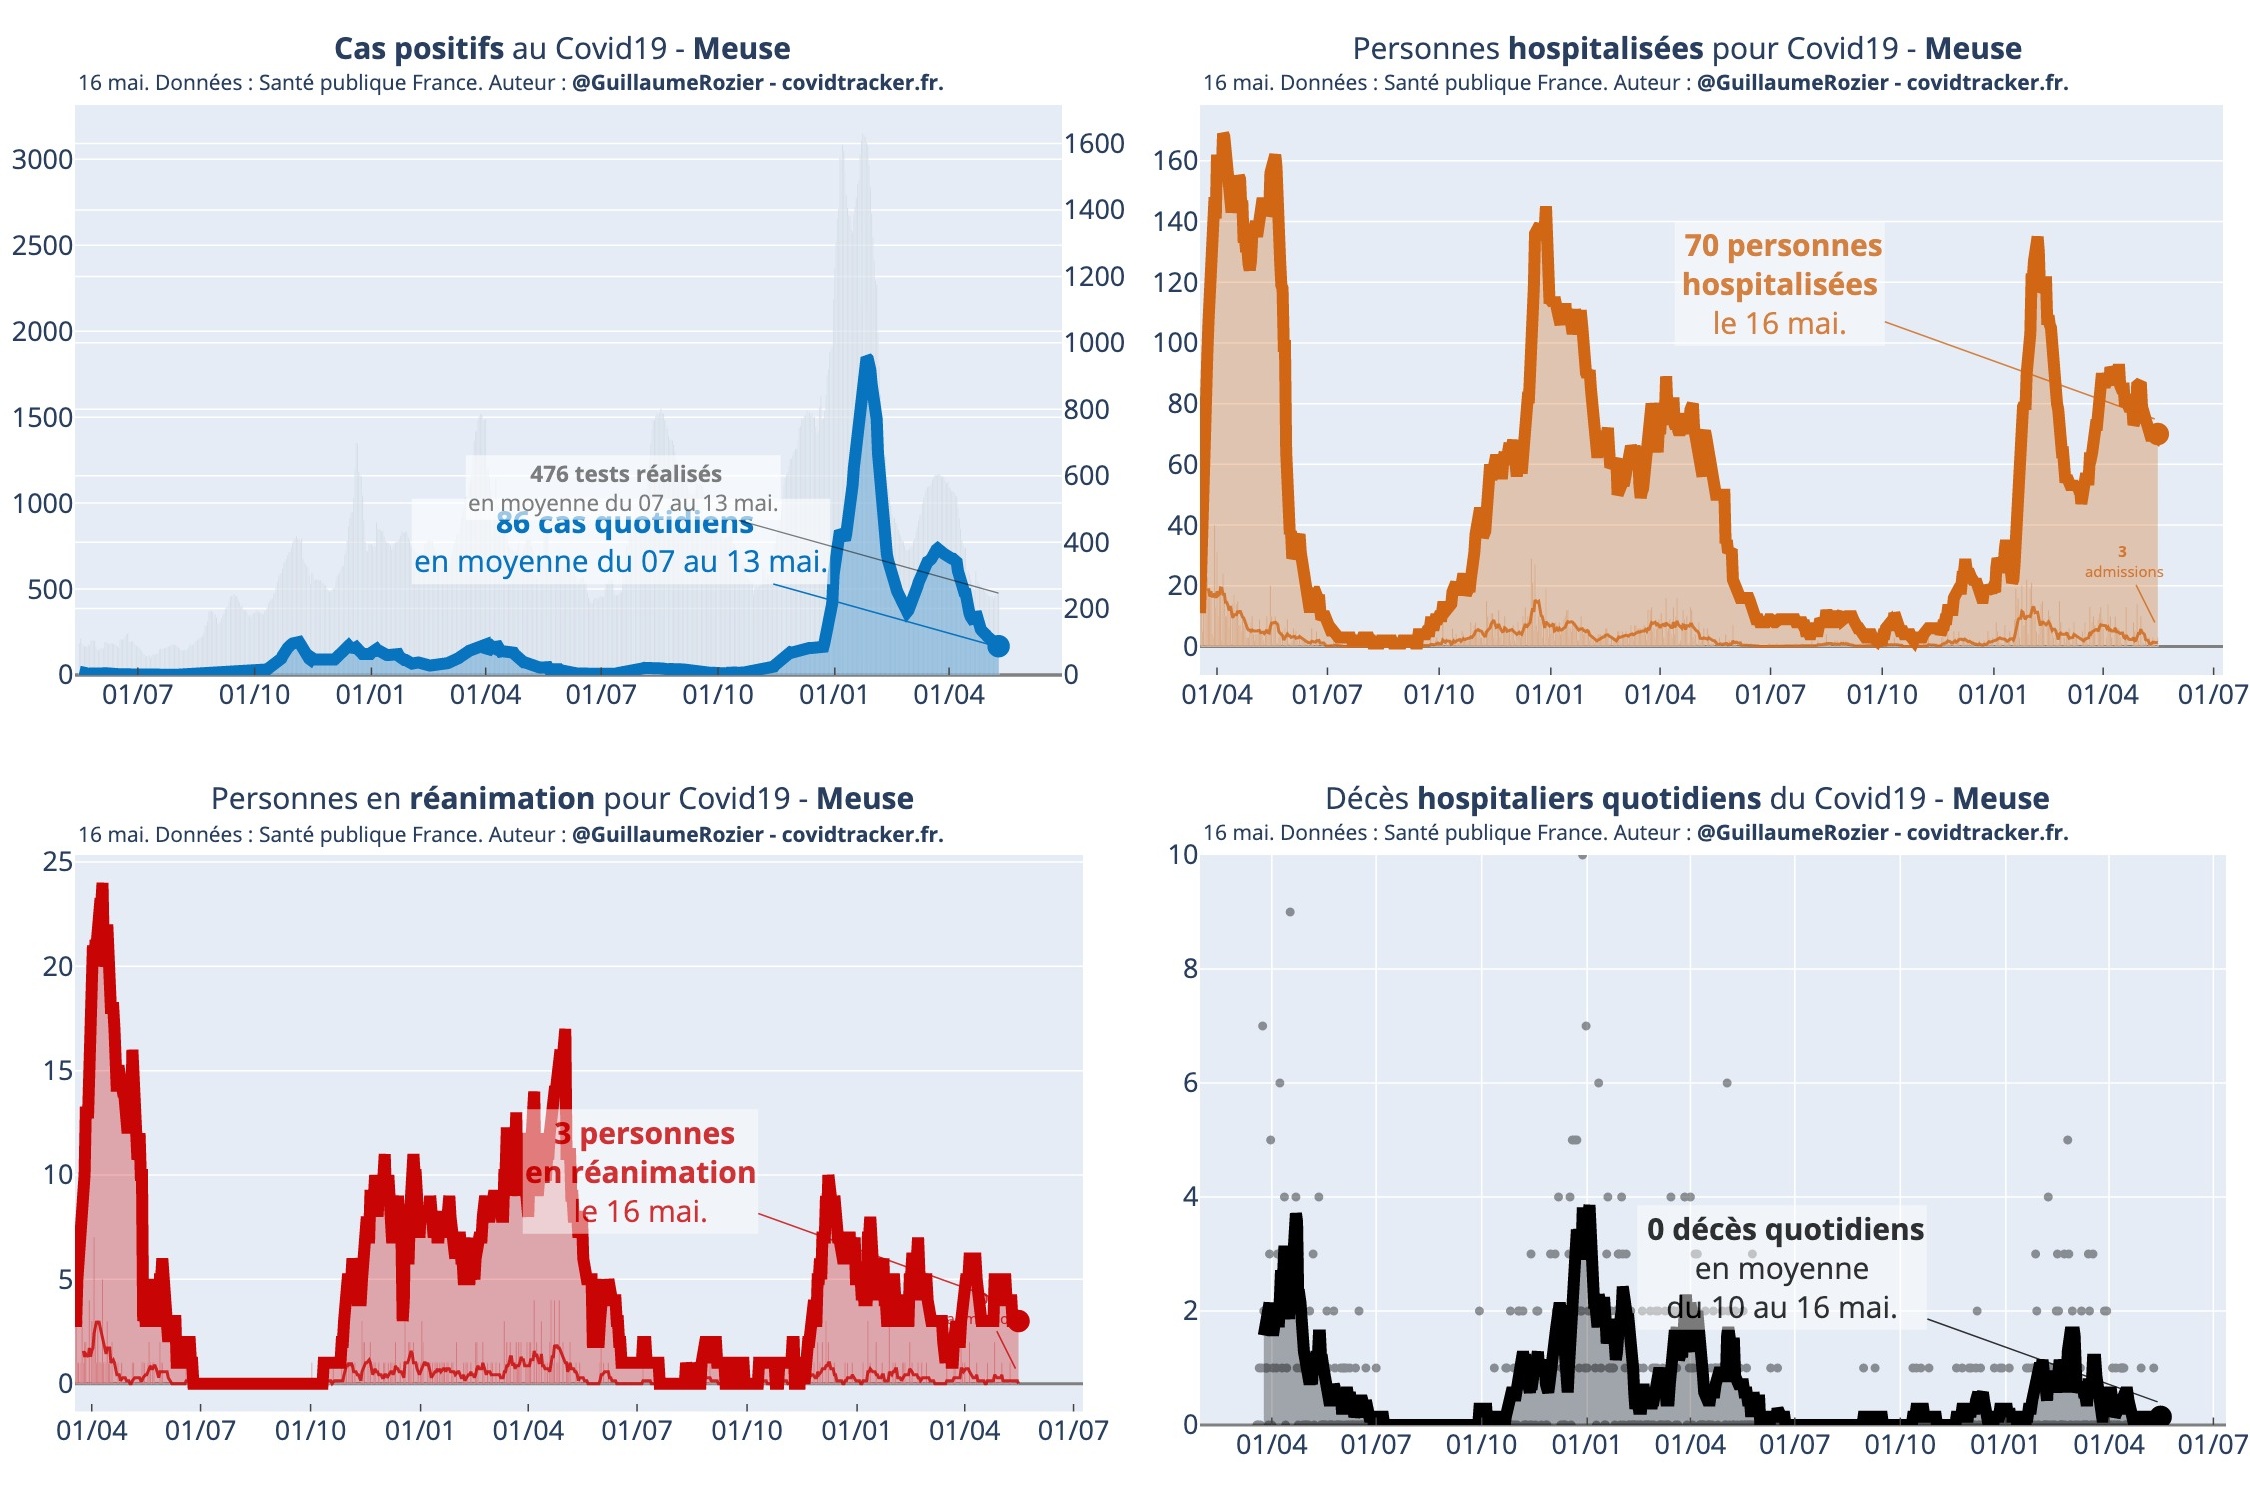 Cas positifs au Covid19 - Meuse
16 mai. Données : Santé publique France. Auteur : @GuillaumeRozier - covidtracker.fr.
3000
2500
2000
1500
1000
500
0
1600
1400
1200
1000
800
600
400
200
0
476 tests réalisés
en moyenne du 07 au 13 mai.
86 cas quotidiens
en moyenne du 07 au 13 mai.
01/07 01/10 01/01 01/04 01/07 01/10 01/01 01/04
Personnes hospitalisées pour Covid19 - Meuse
16 mai. Données : Santé publique France. Auteur : @GuillaumeRozier - covidtracker.fr.
160
140
120
100
80
60
40
20
0
70 personnes
hospitalisées
le 16 mai.
3
admissions
01/04 01/07 01/10 01/01 01/04 01/07 01/10 01/01 01/04 01/07
Personnes en réanimation pour Covid19 - Meuse
16 mai. Données : Santé publique France. Auteur : @GuillaumeRozier - covidtracker.fr.
25
20
15
10
5
0
3 personnes
en réanimation
le 16 mai.
01/04 01/07 01/10 01/01 01/04 01/07 01/10 01/01 01/04 01/07
Décès hospitaliers quotidiens du Covid19 - Meuse
16 mai. Données : Santé publique France. Auteur : @GuillaumeRozier - covidtracker.fr.
10
8
6
4
2
0
0 décès quotidiens
en moyenne
du 10 au 16 mai.
01/04 01/07 01/10 01/01 01/04 01/07 01/10 01/01 01/04 01/07